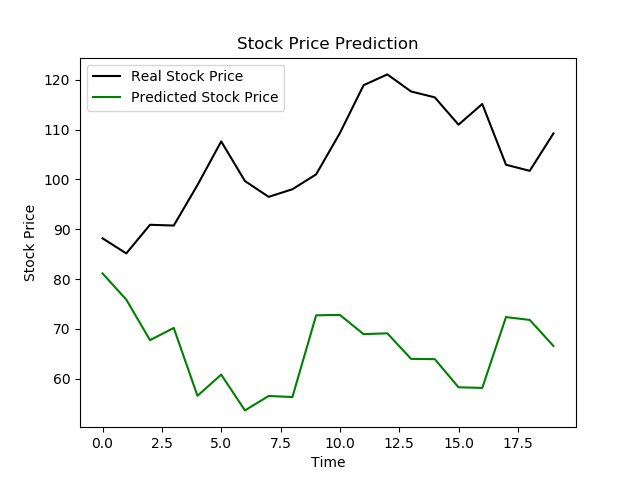 Stock Price Prediction
Real Stock Price
Predicted Stock Price
Stock Price
120
110
100
90
80
70
60
0.0 2.5 5.0 7.5 10.0 12.5 15.0 17.5
Time